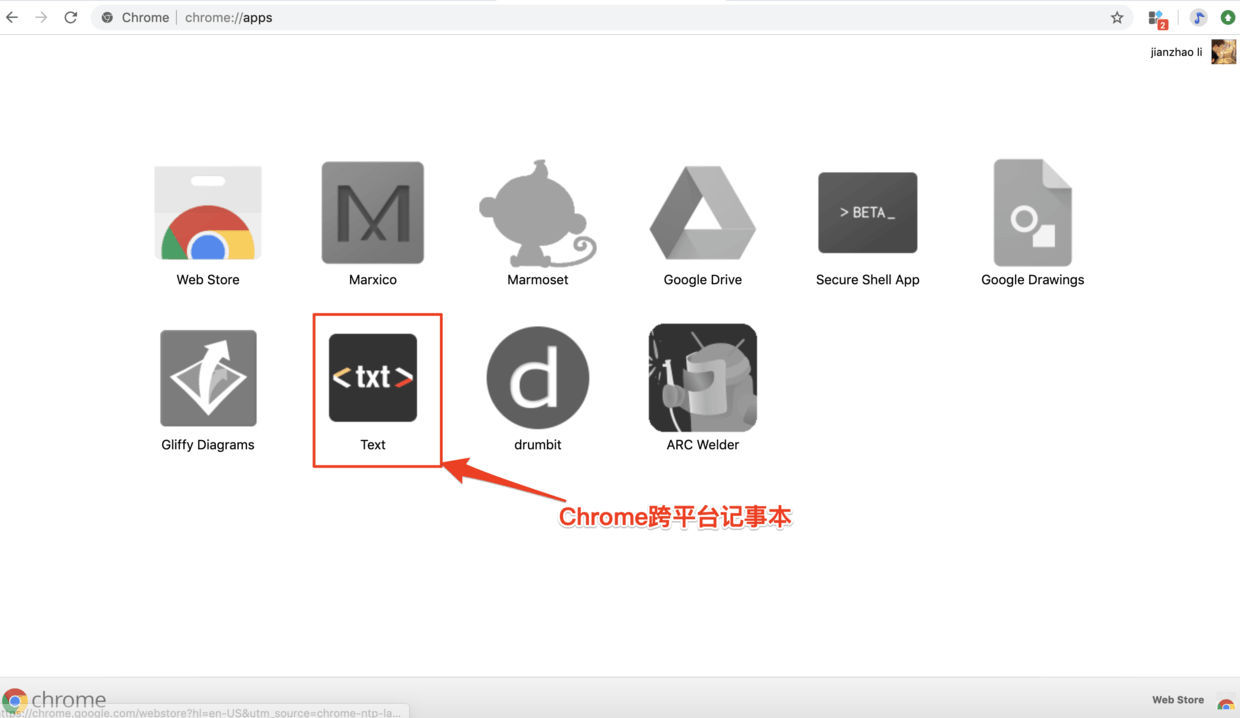 Chrome | chrome://apps
2
jianzhao li
> BETA_
Web Store
Marxico
Marmoset
Google Drive
Secure Shell App
Google Drawings
<txt>
d
Gliffy Diagrams
Text
drumbit
ARC Welder
Chrome跨平台记事本
chrome
https://chrome.google.com/webstore?hl=en-US&utm_source=chrome-ntp-la...
Web Store